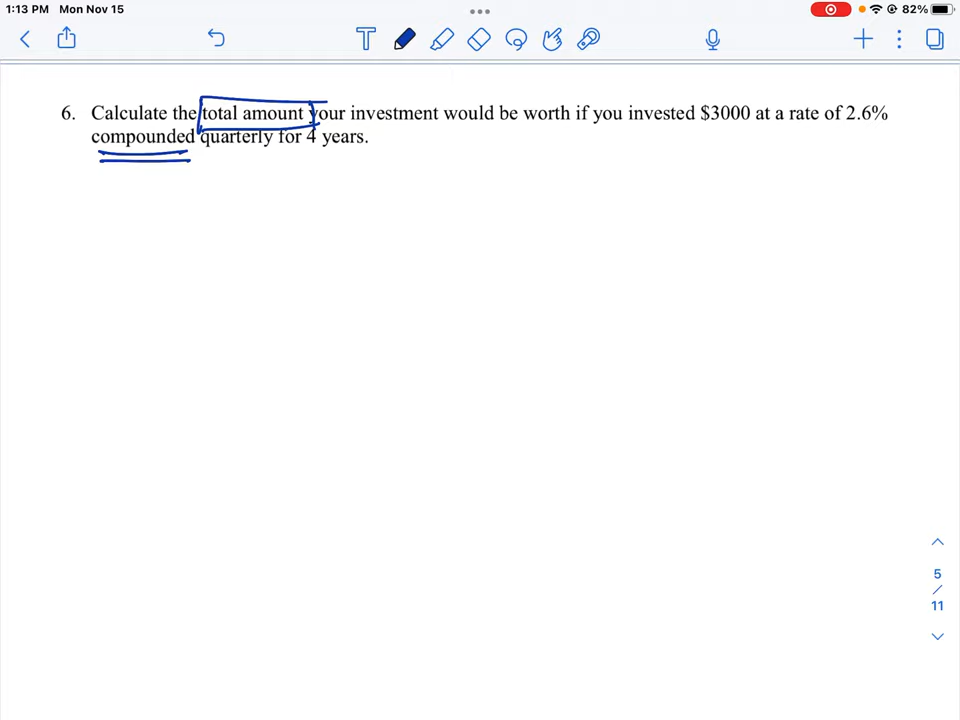 1:13 PM Mon Nov 15
82%
T
6. Calculate the total amount your investment would be worth if you invested $3000 at a rate of 2.6%
compounded quarterly for 4 years.
5
/
11